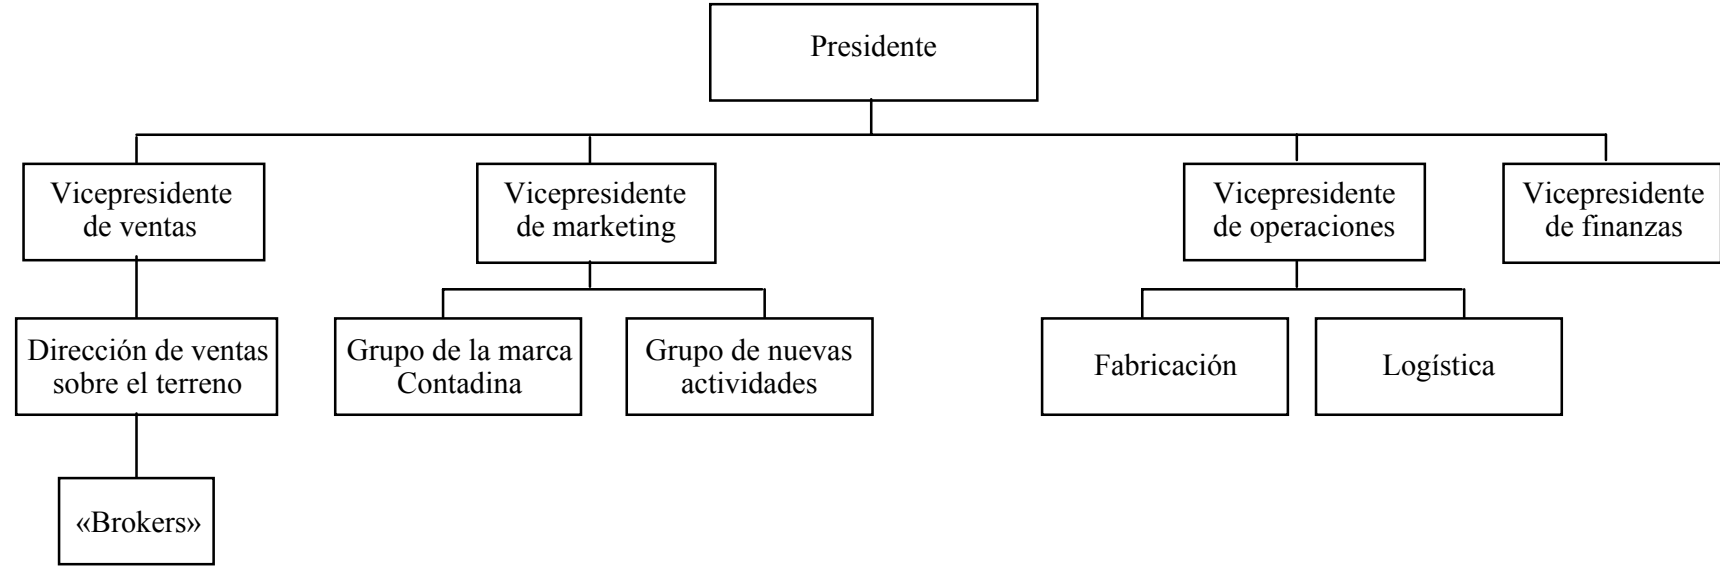 Presidente
Vicepresidente
de ventas
Vicepresidente
de marketing
Vicepresidente
de operaciones
Vicepresidente
de finanzas
Dirección de ventas
sobre el terreno
Grupo de la marca
Contadina
Grupo de nuevas
actividades
Fabricación
Logística
«Brokers»